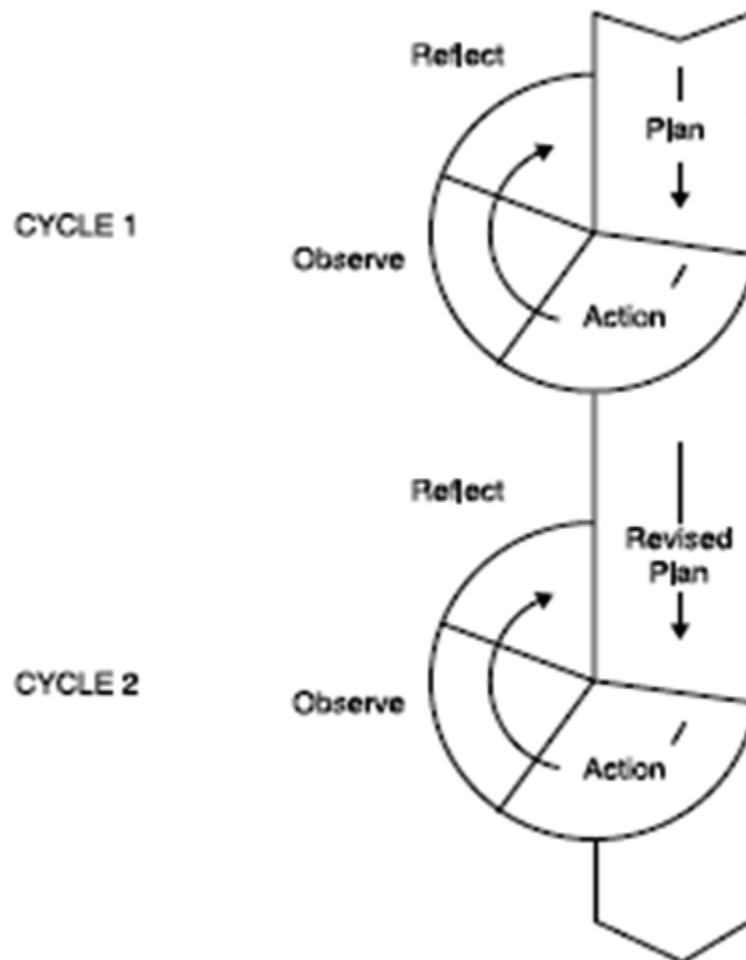 Reflect
Plan
CYCLE 1
Observe
Action
Reflect
Revised
Plan
CYCLE 2
Observe
Action